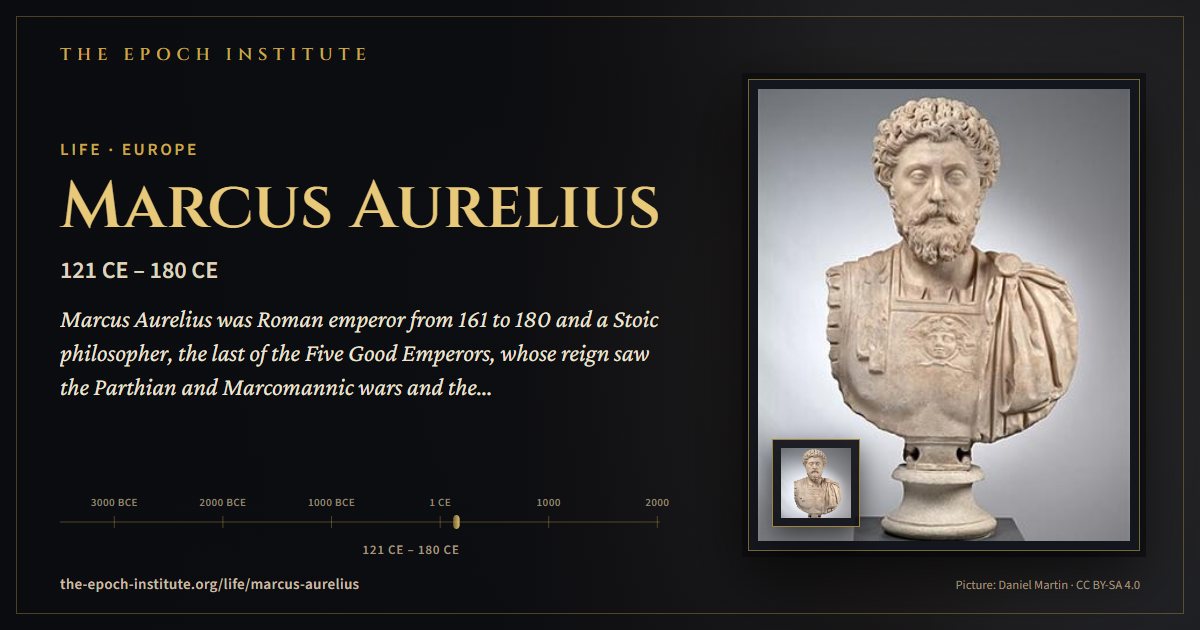 THE EPOCH INSTITUTE
LIFE · EUROPE
MARCUS AURELIUS
121 CE – 180 CE
Marcus Aurelius was Roman emperor from 161 to 180 and a Stoic
philosopher, the last of the Five Good Emperors, whose reign saw
the Parthian and Marcomannic wars and the...
3000 BCE 2000 BCE 1000 BCE 1 CE 1000 2000
121 CE – 180 CE
the-epoch-institute.org/life/marcus-aurelius
Picture: Daniel Martin · CC BY-SA 4.0